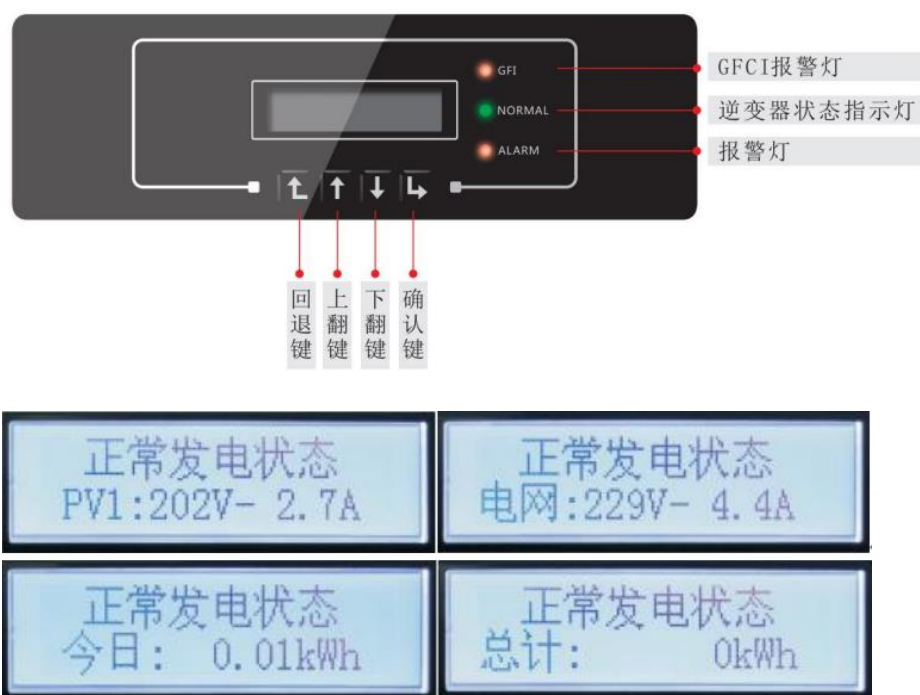 GFI
GFCI报警灯
NORMAL
逆变器状态指示灯
ALARM
报警灯
回退键
上翻键
下翻键
确认键
正常发电状态
PV1:202V- 2.7A
正常发电状态
电网:229V- 4.4A
正常发电状态
今日: 0.01kWh
正常发电状态
总计: 0kWh